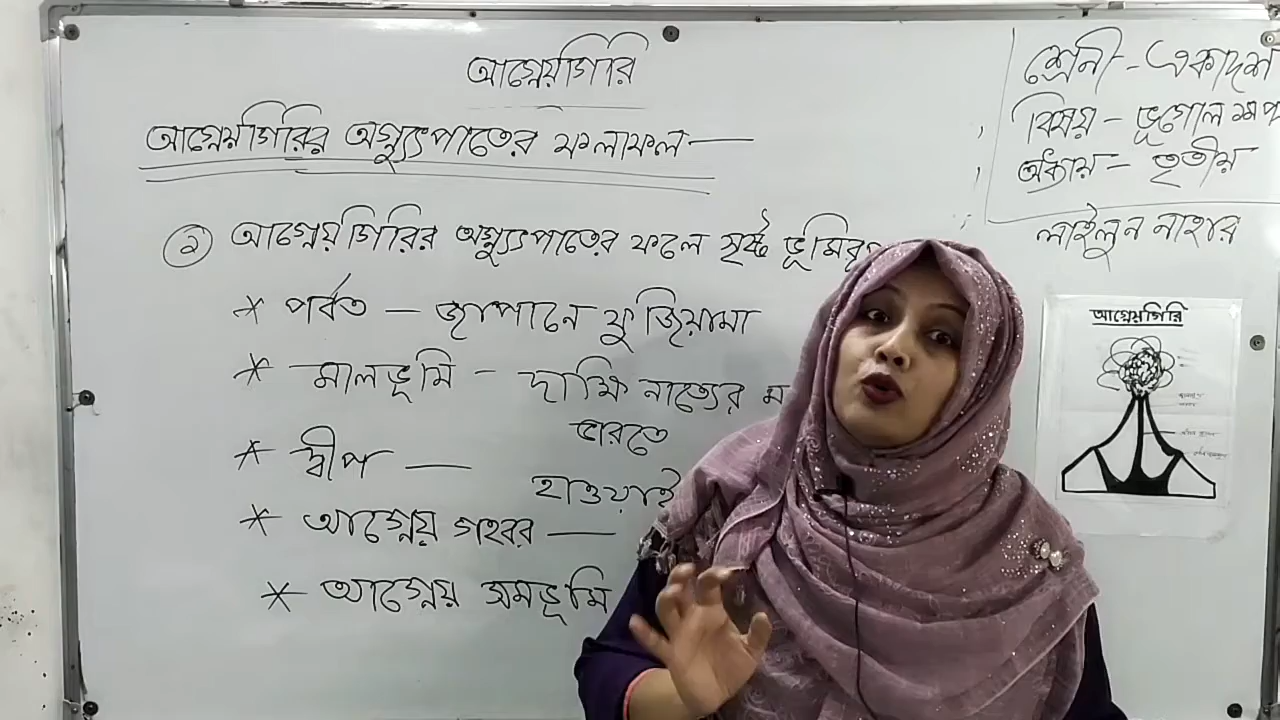 আগ্নেয়গিরি
আগ্নেয়গিরির অগ্ন্যুৎপাতের ফলাফল —
১ আগ্নেয়গিরির অগ্ন্যুৎপাতের ফলে সৃষ্ট
* পর্বত — জাপানে ফুজিয়ামা
* মালভূমি - দাক্ষিনাত্যের
ভারতে
* দ্বীপ — হাওয়াই
* আগ্নেয় গহবর —
* আগ্নেয় সমভূমি
শ্রেনী - একাদশ
বিষয় - ভূগোল
অধ্যায় - তৃতীয়
লাইলুন নাহার
আগ্নেয়গিরি